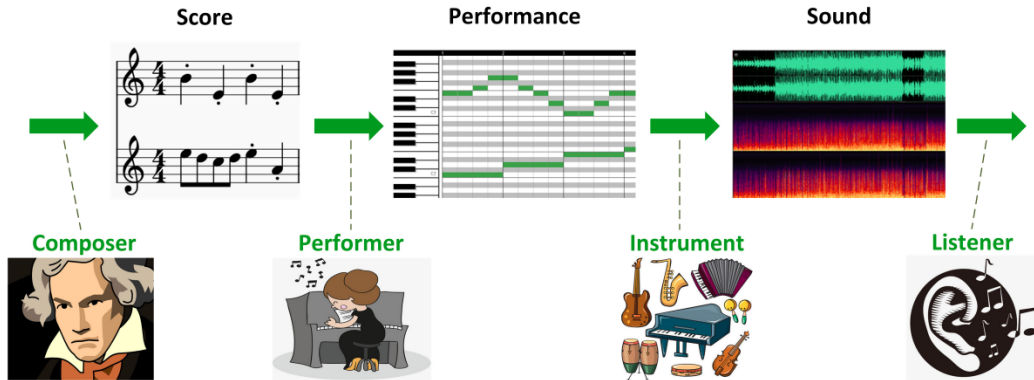 Score
Performance
Sound
Composer
Performer
Instrument
Listener